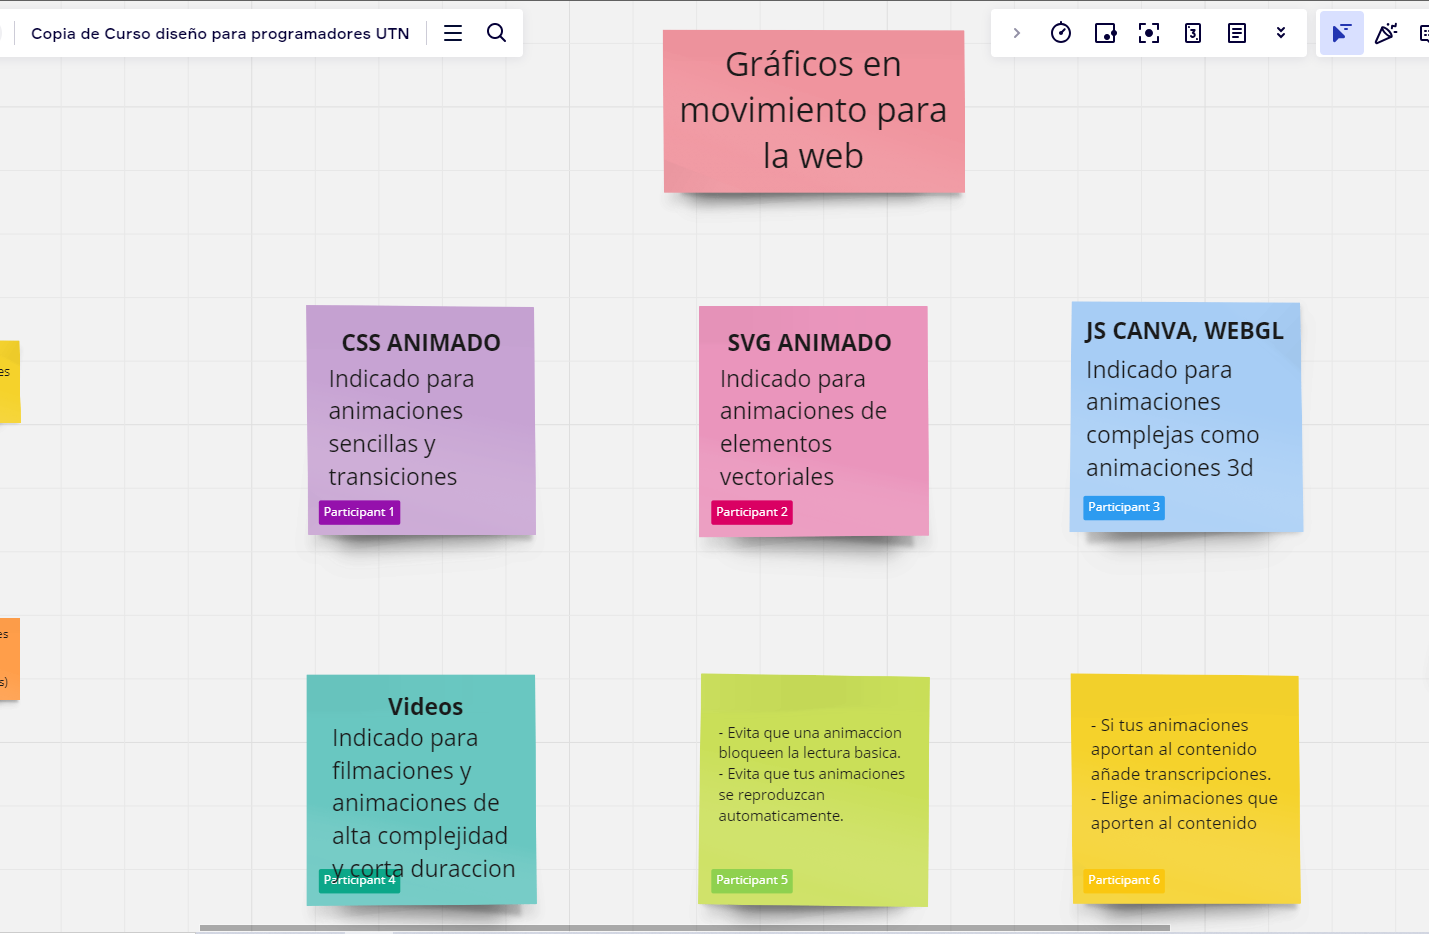 Copia de Curso diseño para programadores UTN
Gráficos en
movimiento para
la web
CSS ANIMADO
Indicado para
animaciones
sencillas y
transiciones
Participant 1
SVG ANIMADO
Indicado para
animaciones de
elementos
vectoriales
Participant 2
JS CANVA, WEBGL
Indicado para
animaciones
complejas como
animaciones 3d
Participant 3
es
es
s)
Videos
Indicado para
filmaciones y
animaciones de
alta complejidad
y corta duraccion
Participant 4
- Evita que una animaccion
bloqueen la lectura basica.
- Evita que tus animaciones
se reproduzcan
automaticamente.
Participant 5
- Si tus animaciones
aportan al contenido
añade transcripciones.
- Elige animaciones que
aporten al contenido
Participant 6
3